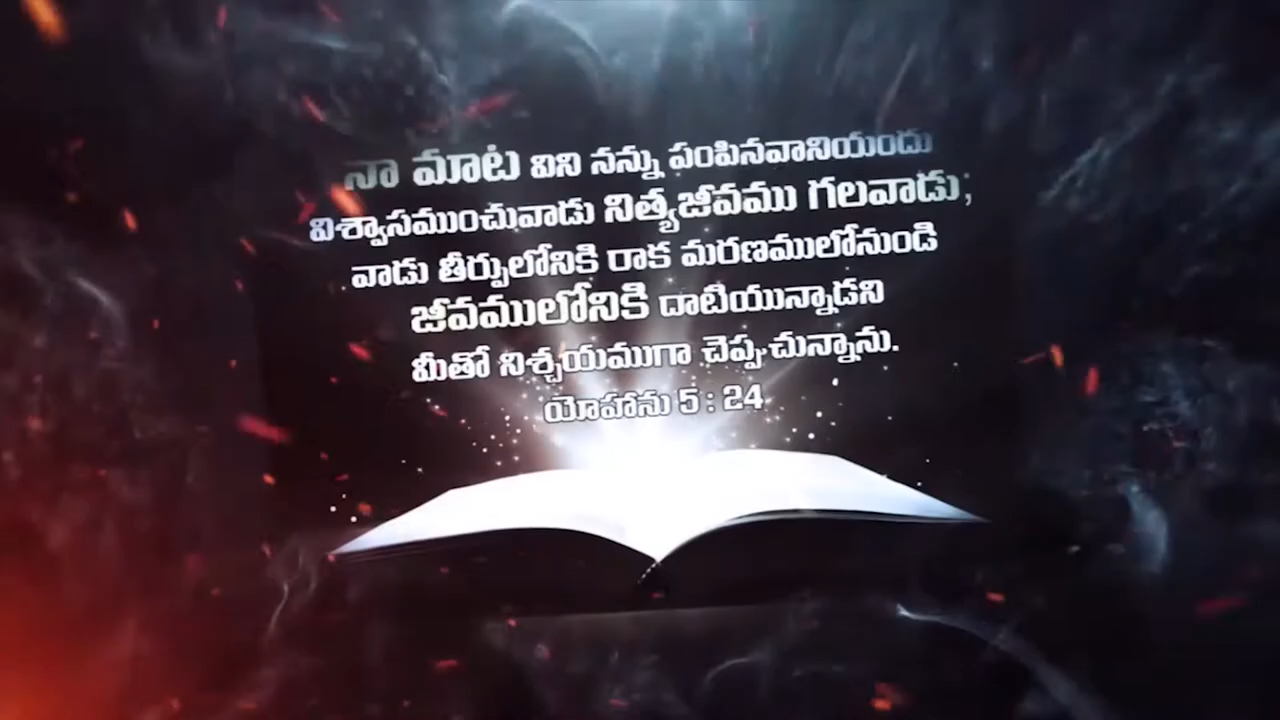 నా మాట విని నన్ను పంపినవానియందు
విశ్వాసముంచువాడు నిత్యజీవము గలవాడు;
వాడు తీర్పులోనికి రాక మరణములోనుండి
జీవములోనికి దాటియున్నాడని
మీతో నిశ్చయముగా చెప్పుచున్నాను.
యోహాను 5 : 24